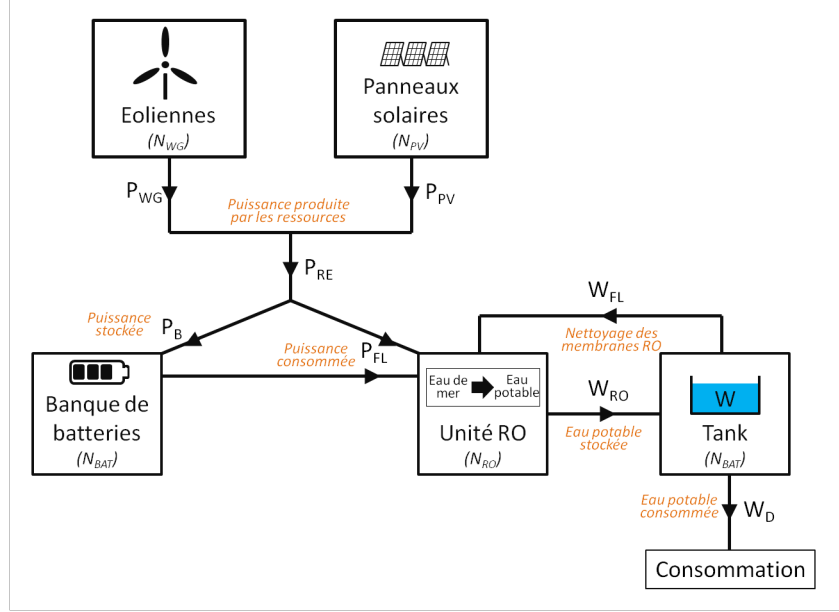 Eoliennes
(N_WG)
Panneaux
solaires
(N_PV)
P_WG
Puissance produite
par les ressources
P_PV
P_RE
Puissance
stockée
P_B
Puissance
consommée
P_FL
W_FL
Nettoyage des
membranes RO
Banque de
batteries
(N_BAT)
Eau de
mer
Eau
potable
Unité RO
(N_RO)
W_RO
Eau potable
stockée
W
Tank
(N_BAT)
Eau potable
consommée
W_D
Consommation